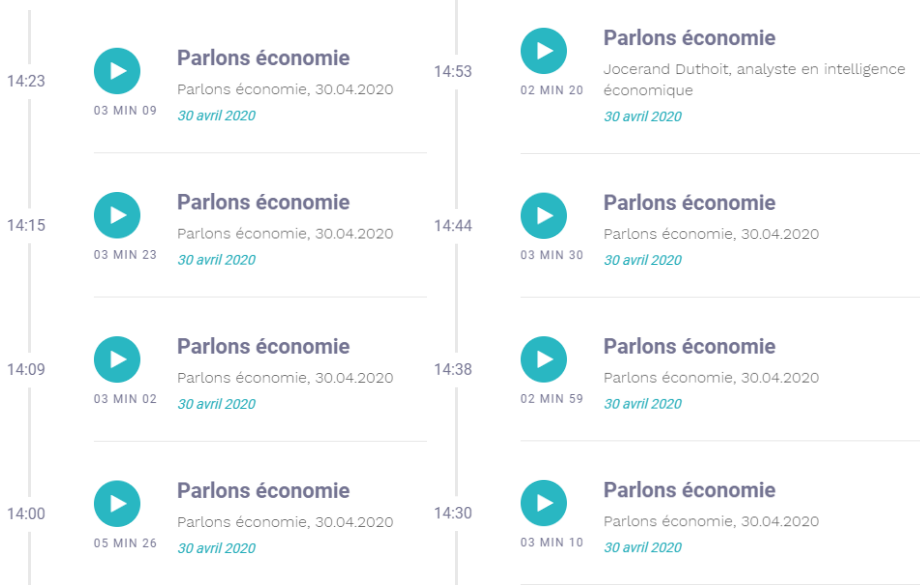 14:23
Parlons économie
Parlons économie, 30.04.2020
03 MIN 09
30 avril 2020
14:15
Parlons économie
Parlons économie, 30.04.2020
03 MIN 23
30 avril 2020
14:09
Parlons économie
Parlons économie, 30.04.2020
03 MIN 02
30 avril 2020
14:00
Parlons économie
Parlons économie, 30.04.2020
05 MIN 26
30 avril 2020
14:53
Parlons économie
Jocerand Duthoit, analyste en intelligence
02 MIN 20
économique
30 avril 2020
14:44
Parlons économie
Parlons économie, 30.04.2020
03 MIN 30
30 avril 2020
14:38
Parlons économie
Parlons économie, 30.04.2020
02 MIN 59
30 avril 2020
14:30
Parlons économie
Parlons économie, 30.04.2020
03 MIN 10
30 avril 2020